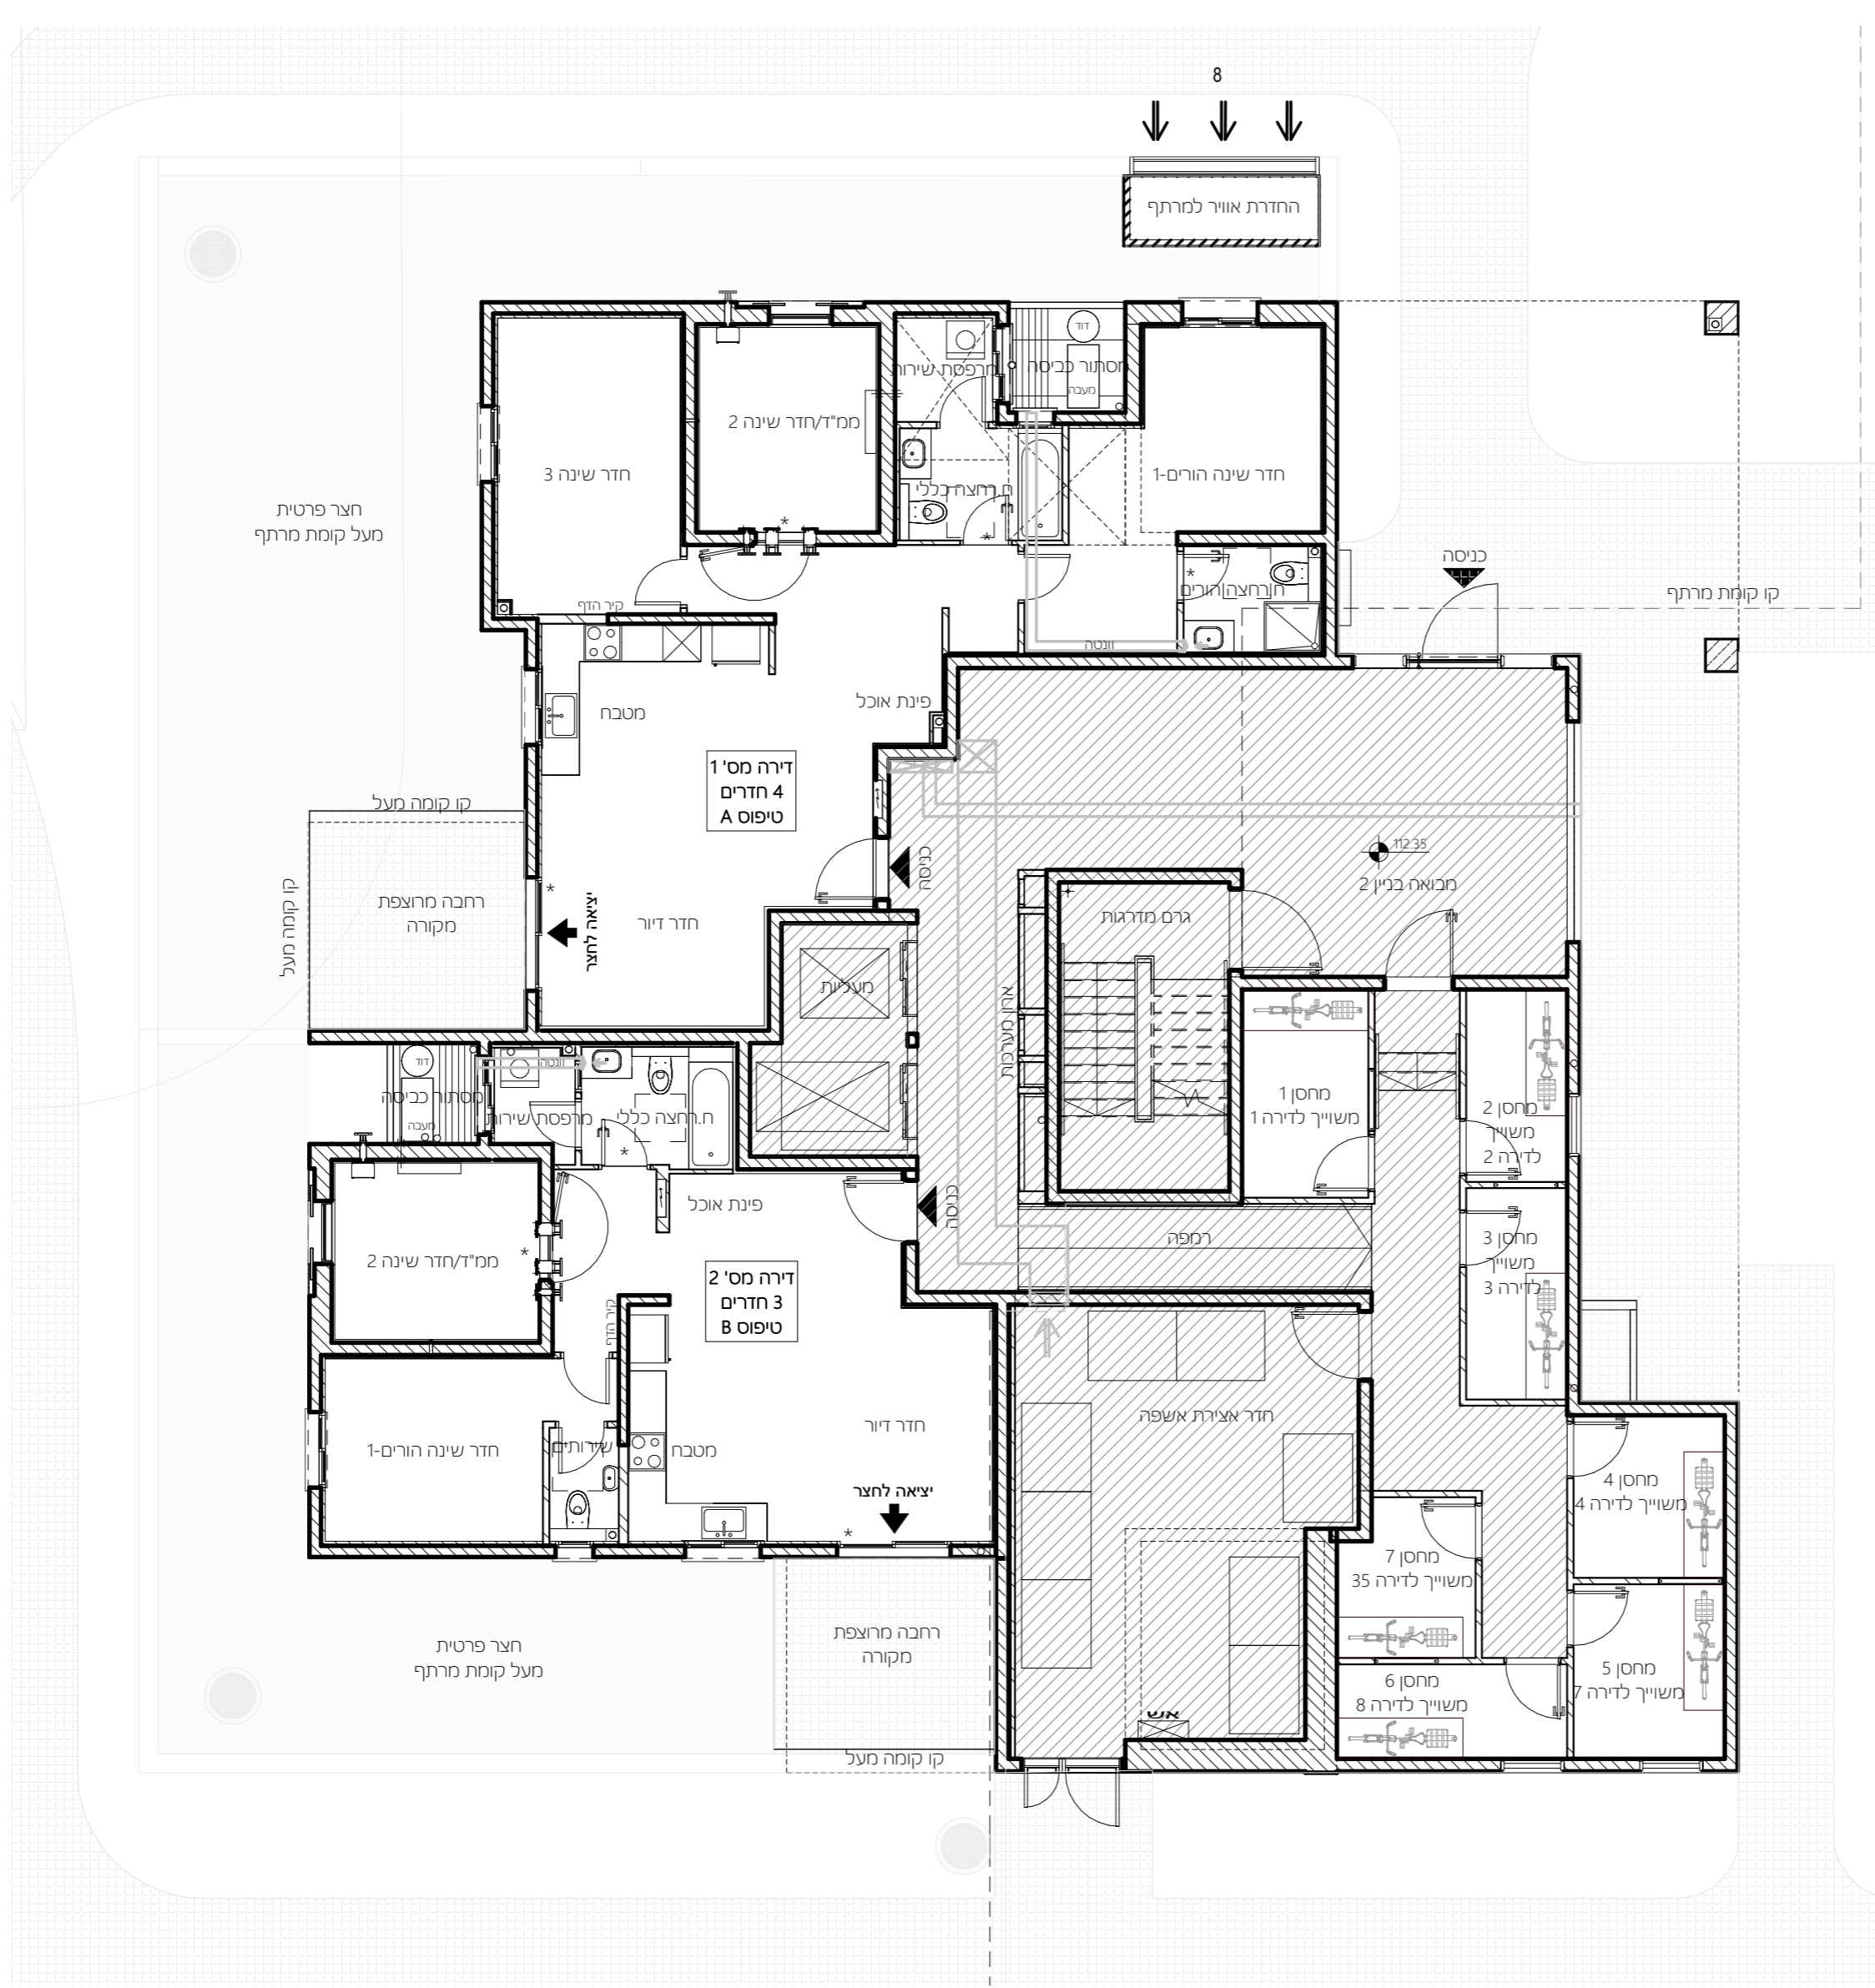 8
החדרת אוויר למרתף
דוד
מסתור כביסה
מעבה
מרפסת שירות
ממ"ד/חדר שינה 2
חדר שינה 3
חדר שינה הורים-1
ח.רחצה כללי
*
*
חצר פרטית
מעל קומת מרתף
כניסה
קו קומת מרתף
*
ח.רחצה הורים
קיר הדף
וונטה
מטבח
פינת אוכל
דירה מס' 1
4 חדרים
טיפוס A
קו קומה מעל
קו קומה מעל
112.35
מבואה בניין 2
כניסה
*
רחבה מרוצפת
מקורה
יציאה לחצר
חדר דיור
גרם מדרגות
מעליות
ארון מערכות
דוד
וונטה
מסתור כביסה
מעבה
מרפסת שירות
ח.רחצה כללי
*
מחסן 1
משוייך לדירה 1
מחסן 2
משוייך
לדירה 2
פינת אוכל
כניסה
רמפה
מחסן 3
משוייך
לדירה 3
ממ"ד/חדר שינה 2
*
דירה מס' 2
3 חדרים
טיפוס B
קיר הדף
חדר אצירת אשפה
חדר דיור
מטבח
שירותים
חדר שינה הורים-1
יציאה לחצר
*
מחסן 4
משוייך לדירה 4
מחסן 7
משוייך לדירה 35
חצר פרטית
מעל קומת מרתף
רחבה מרוצפת
מקורה
מחסן 5
משוייך לדירה 7
מחסן 6
משוייך לדירה 8
אש
קו קומה מעל